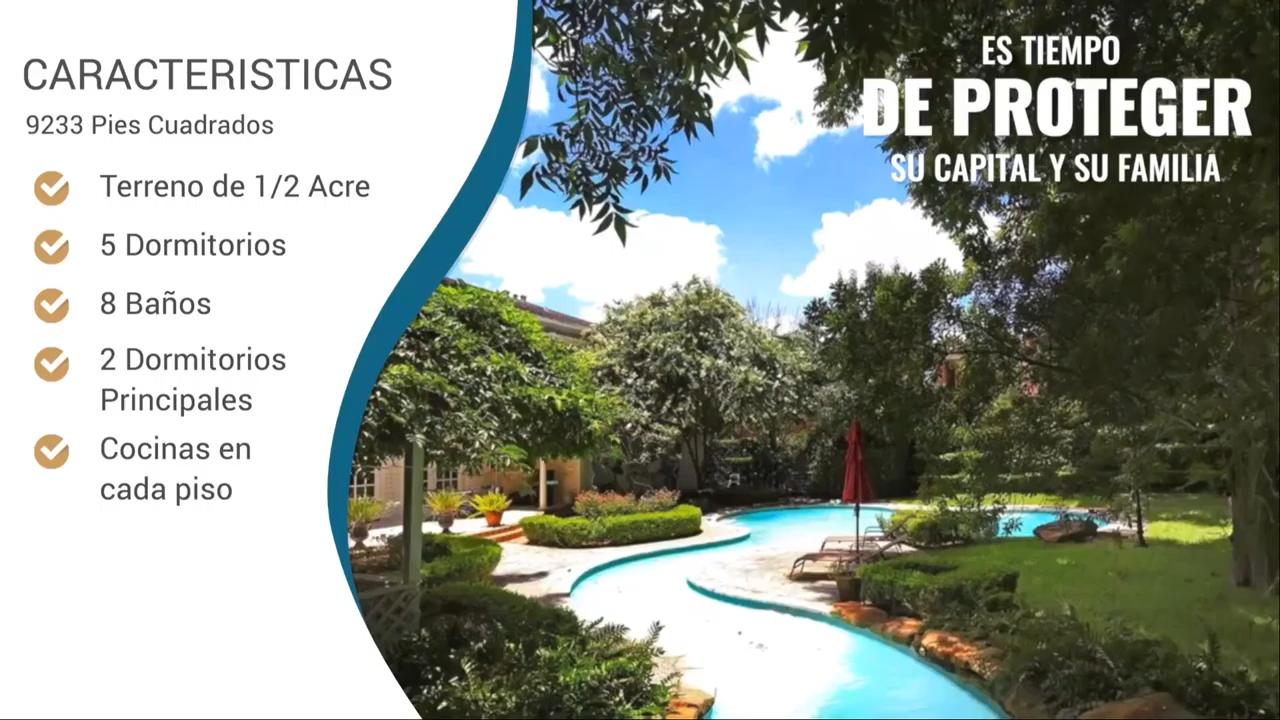 CARACTERISTICAS
9233 Pies Cuadrados
Terreno de 1/2 Acre
5 Dormitorios
8 Baños
2 Dormitorios
Principales
Cocinas en
cada piso
ES TIEMPO
DE PROTEGER
SU CAPITAL Y SU FAMILIA